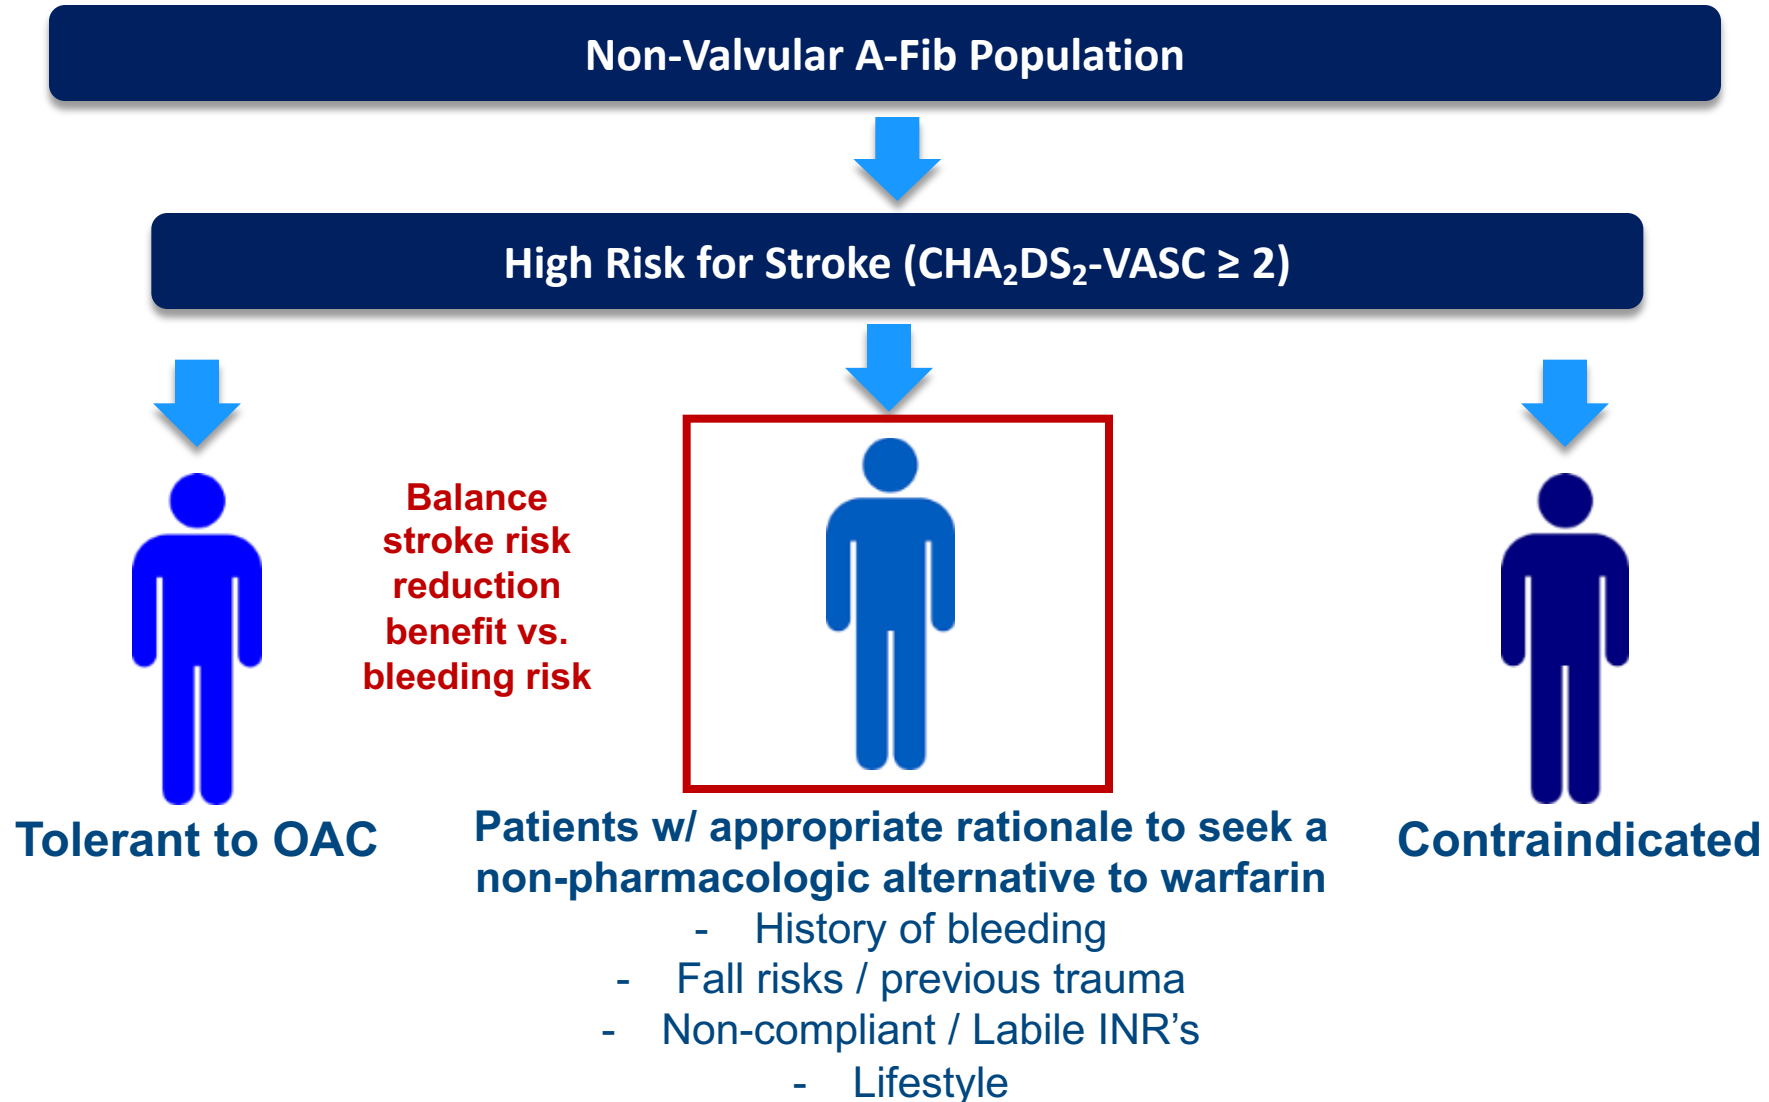 Non-Valvular A-Fib Population
High Risk for Stroke (CHA₂DS₂-VASC ≥ 2)
Balance
stroke risk
reduction
benefit vs.
bleeding risk
Tolerant to OAC
Patients w/ appropriate rationale to seek a
non-pharmacologic alternative to warfarin
- History of bleeding
- Fall risks / previous trauma
- Non-compliant / Labile INR’s
- Lifestyle
Contraindicated